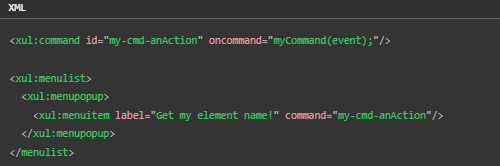 XML
<xul:command id="my-cmd-anAction" oncommand="myCommand(event);"/>
<xul:menulist>
<xul:menupopup>
<xul:menuitem label="Get my element name!" command="my-cmd-anAction"/>
</xul:menupopup>
</menulist>